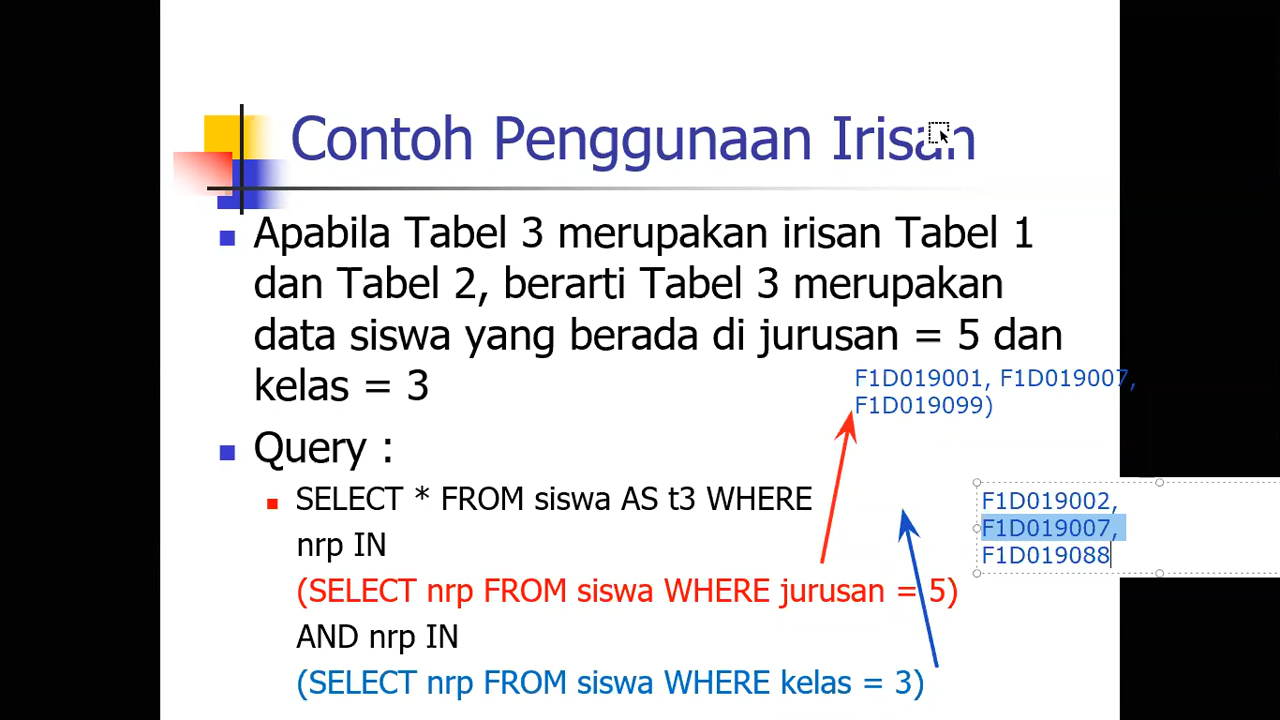 Contoh Penggunaan Irisan
Apabila Tabel 3 merupakan irisan Tabel 1
dan Tabel 2, berarti Tabel 3 merupakan
data siswa yang berada di jurusan = 5 dan
kelas = 3
F1D019001, F1D019007,
F1D019099)
Query :
SELECT * FROM siswa AS t3 WHERE
nrp IN
(SELECT nrp FROM siswa WHERE jurusan = 5)
AND nrp IN
(SELECT nrp FROM siswa WHERE kelas = 3)
F1D019002,
F1D019007,
F1D019088